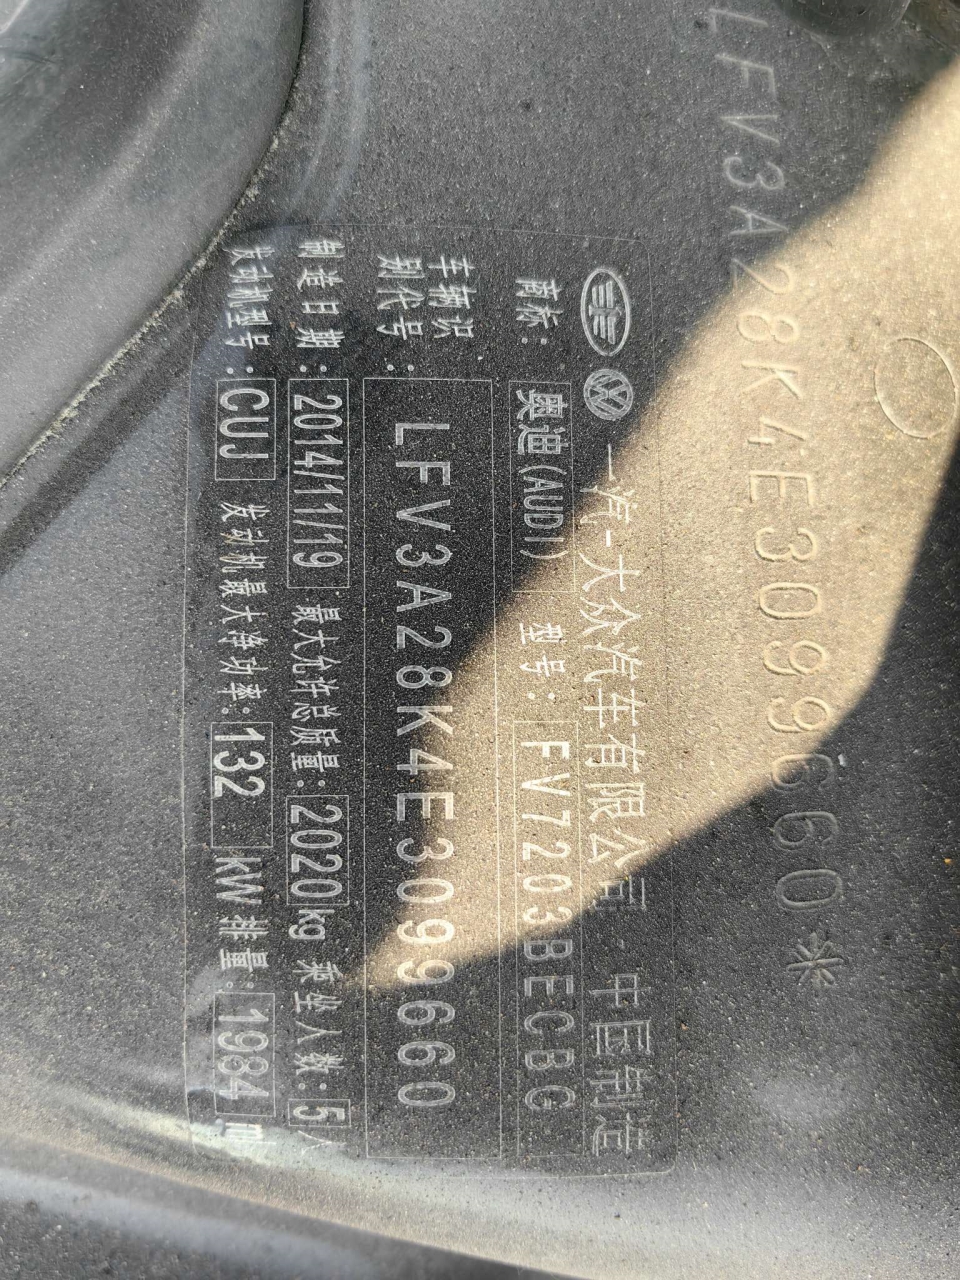 LFV3A28K4E3099660*
一汽-大众汽车有限公司 中国制造
商标: 奥迪(AUDI) 型号: FV7203BECBG
车辆识别代号: LFV3A28K4E3099660
制造日期: 2014/11/19 最大允许总质量: 2020kg 乘坐人数: 5人
发动机型号: CUJ 发动机最大净功率: 132 kW 排量: 1984